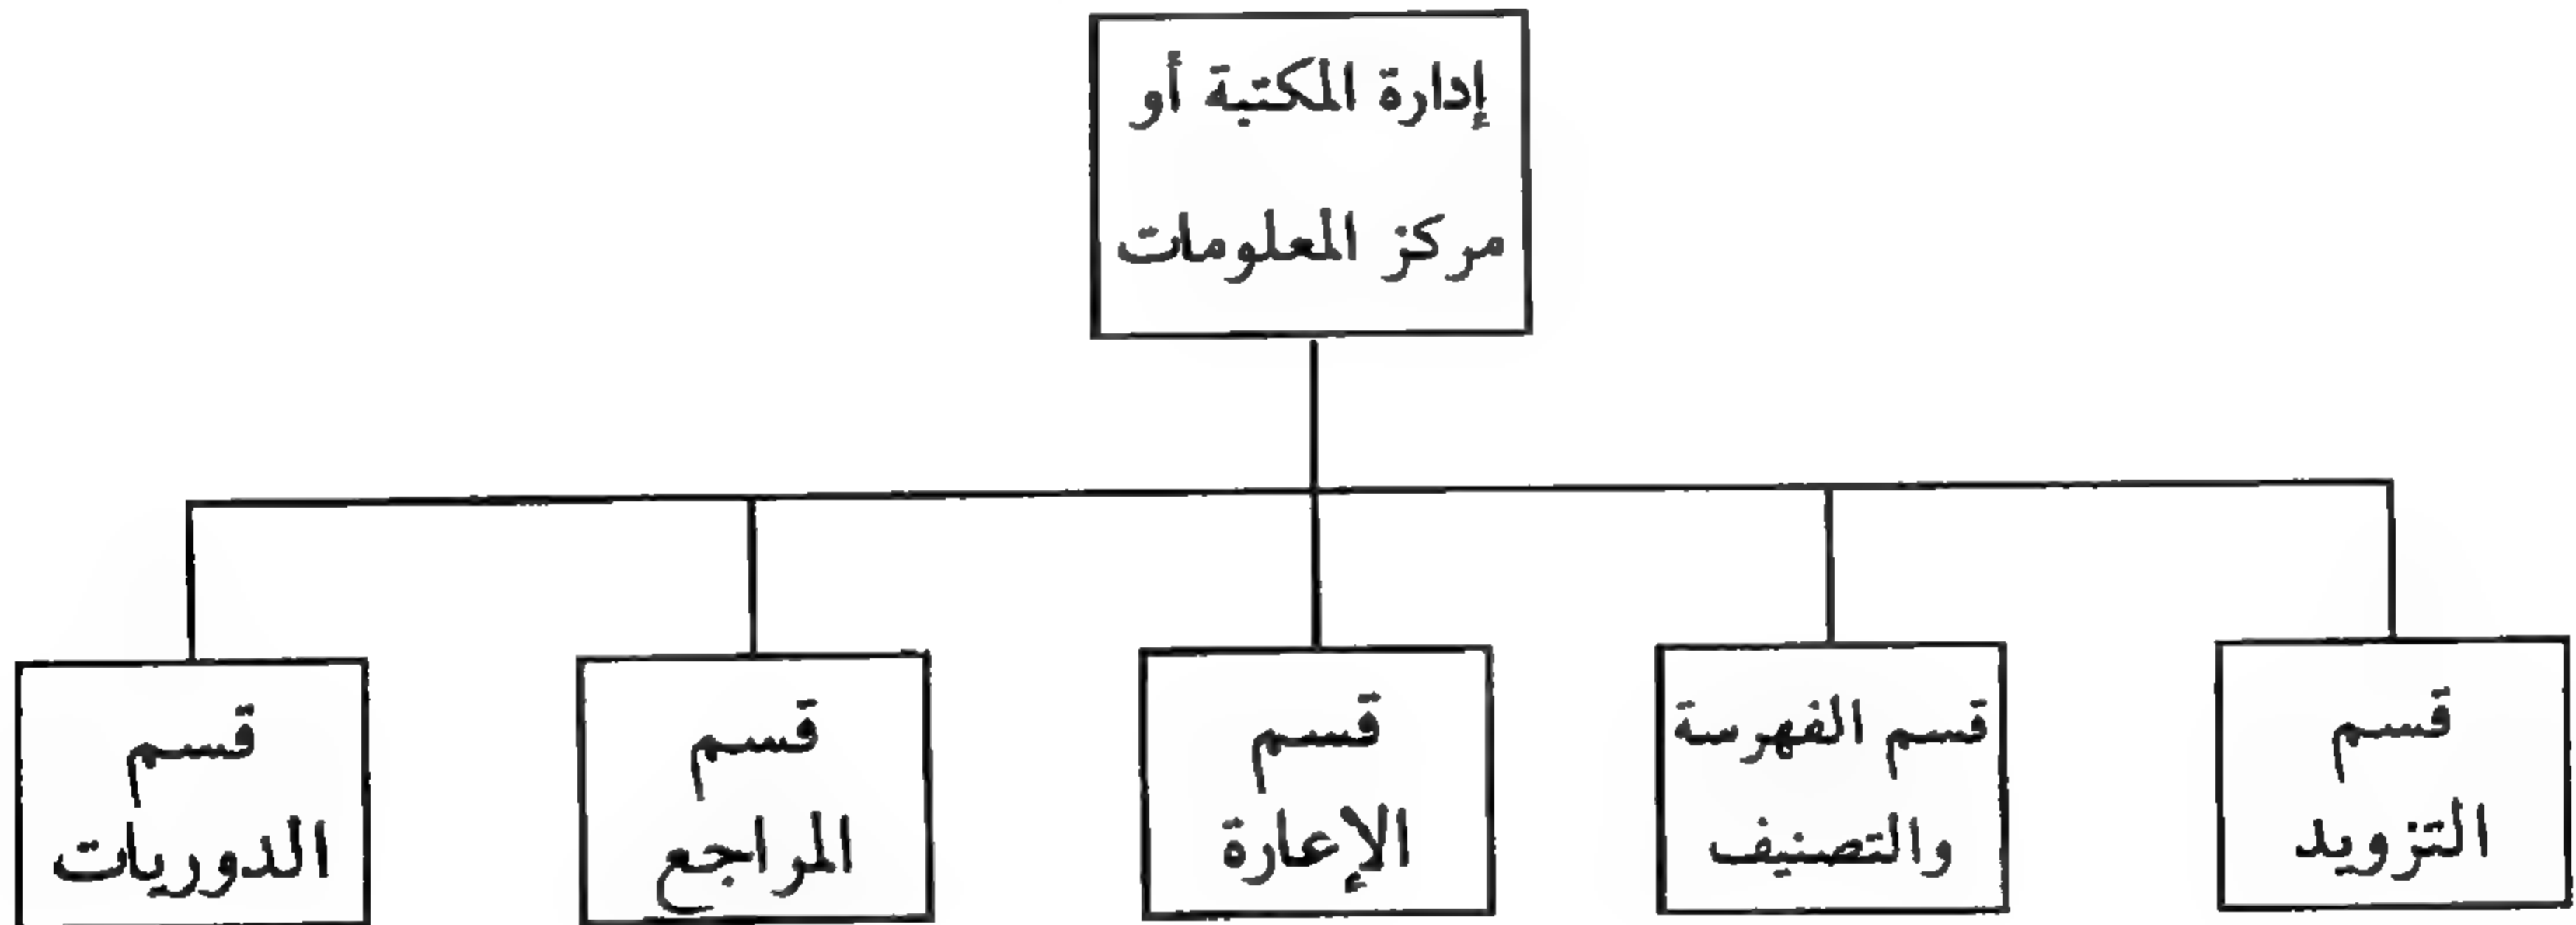 إدارة المكتبة أو
مركز المعلومات
قسم
التزويد
قسم الفهرسة
والتصنيف
قسم
الإعارة
قسم
المراجع
قسم
الدوريات